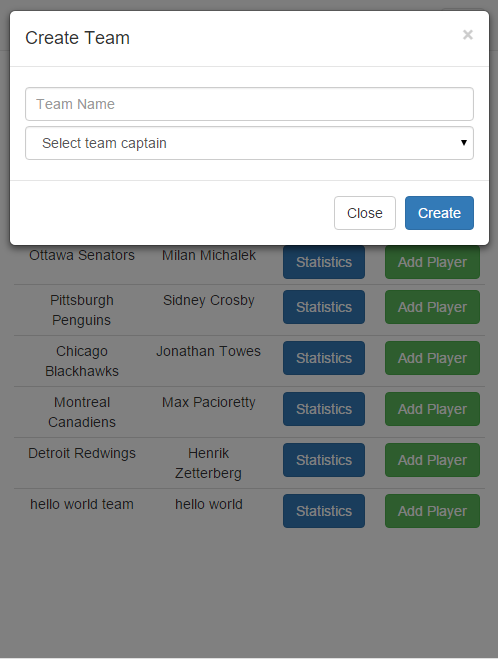 Create Team ×
Team Name
Select team captain
Close Create
Ottawa Senators Milan Michalek Statistics Add Player
Pittsburgh Sidney Crosby Statistics Add Player
Penguins
Chicago Jonathan Towes Statistics Add Player
Blackhawks
Montreal Max Pacioretty Statistics Add Player
Canadiens
Detroit Redwings Henrik Statistics Add Player
Zetterberg
hello world team hello world Statistics Add Player